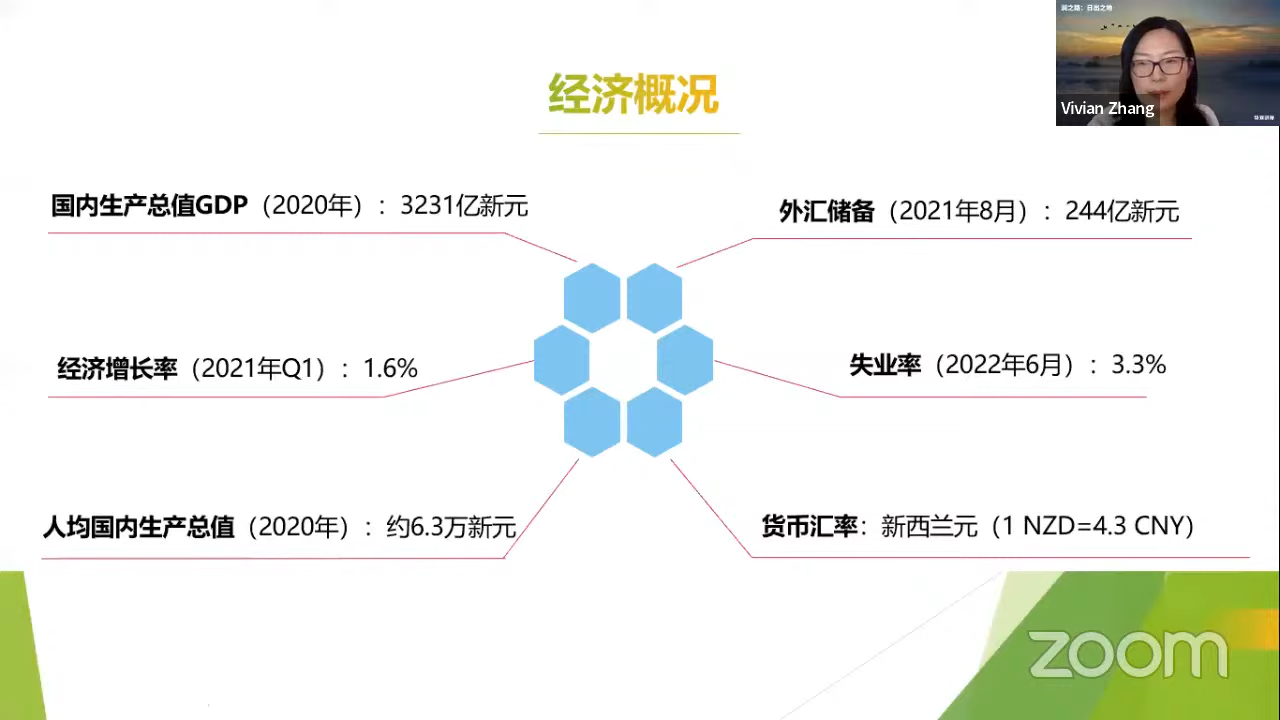 经济概况
国内生产总值GDP（2020年）：3231亿新元
外汇储备（2021年8月）：244亿新元
经济增长率（2021年Q1）：1.6%
失业率（2022年6月）：3.3%
人均国内生产总值（2020年）：约6.3万新元
货币汇率：新西兰元（1 NZD=4.3 CNY）
Vivian Zhang
zoom